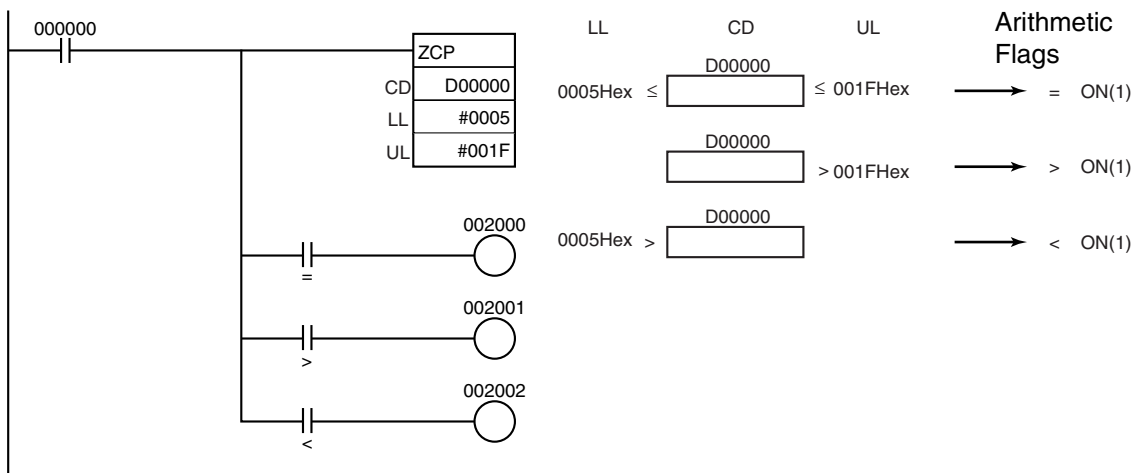 000000
ZCP
CD D00000
LL #0005
UL #001F
=
002000
>
002001
<
002002
LL CD UL Arithmetic
Flags
D00000
0005Hex ≤ ≤ 001FHex = ON(1)
D00000
> 001FHex > ON(1)
D00000
0005Hex > < ON(1)